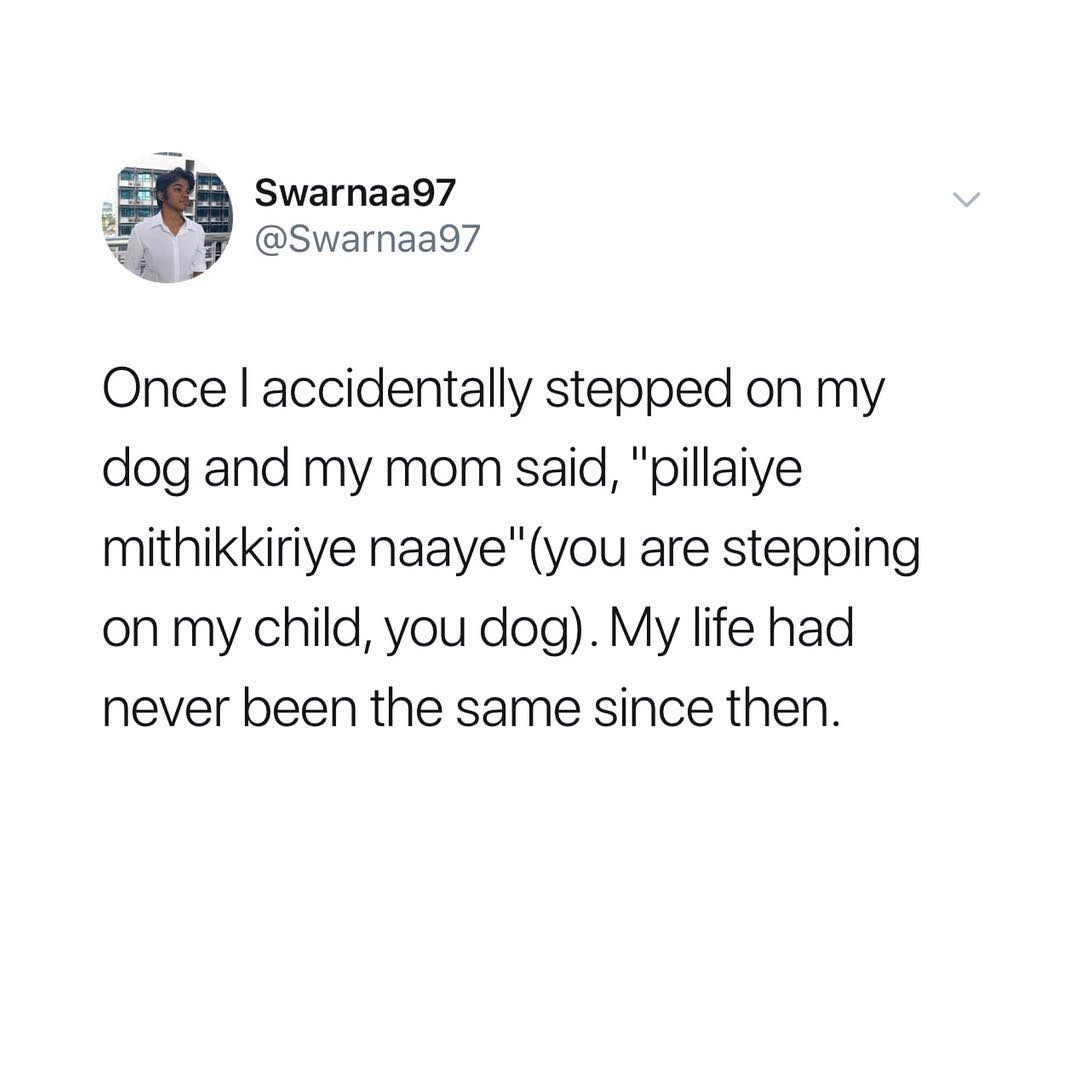 Swarnaa97
@Swarnaa97
Once I accidentally stepped on my
dog and my mom said, "pillaiye
mithikkiriye naaye"(you are stepping
on my child, you dog). My life had
never been the same since then.